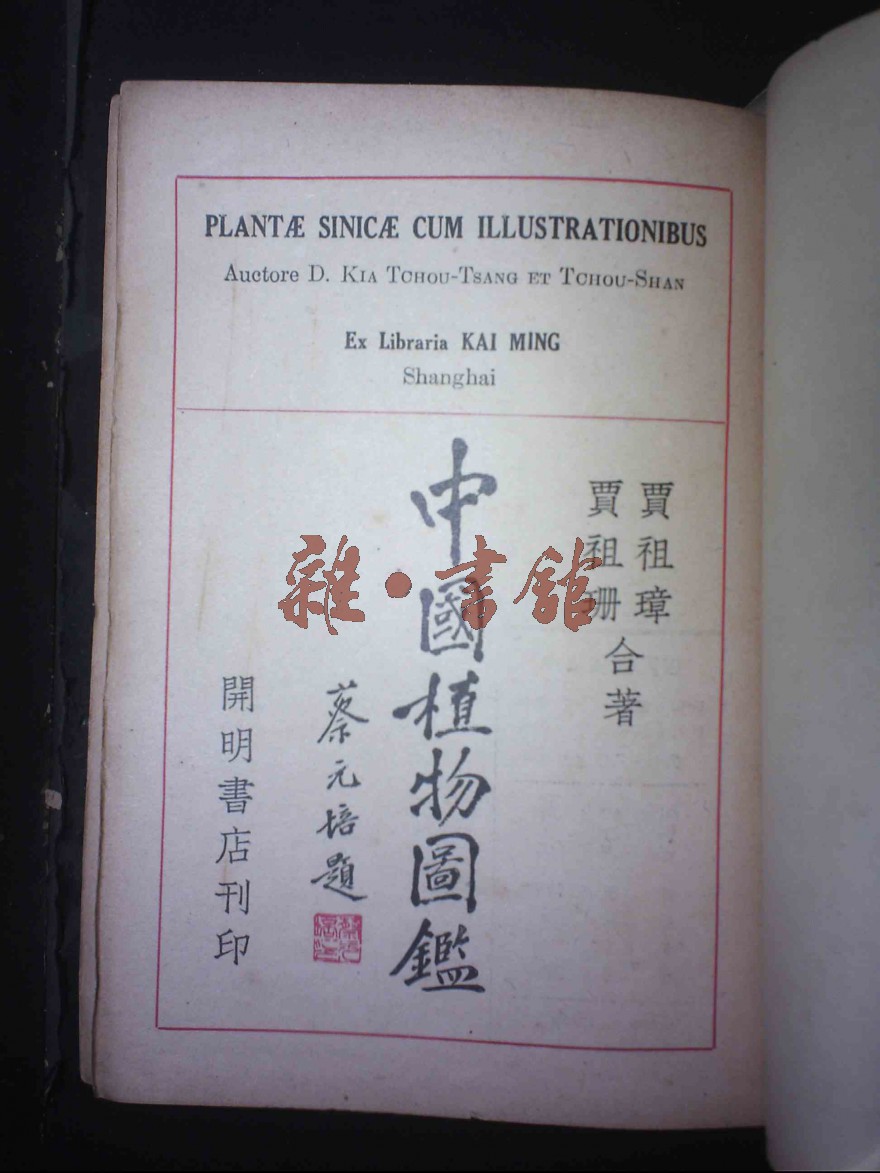 PLANTÆ SINICÆ CUM ILLUSTRATIONIBUS
Auctore D. KIA TCHOU-TSANG ET TCHOU-SHAN
Ex Libraria KAI MING
Shanghai
賈祖璋
賈祖珊
合著
中國植物圖鑑
蔡元培題
開明書店刊印
雜·書館